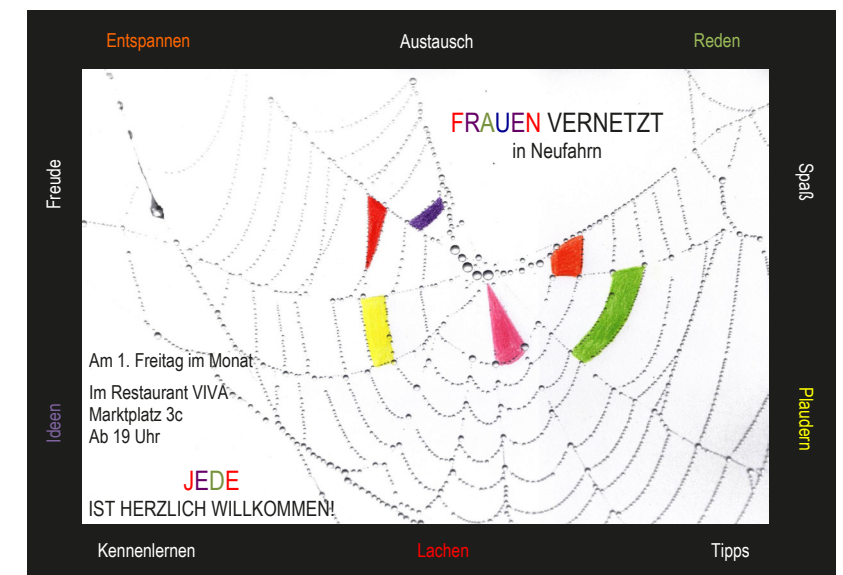 Entspannen Austausch Reden
Freude
Spaß
FRAUEN VERNETZT
in Neufahrn
Am 1. Freitag im Monat
Im Restaurant VIVA
Marktplatz 3c
Ab 19 Uhr
Ideen
Plaudern
JEDE
IST HERZLICH WILLKOMMEN!
Kennenlernen Lachen Tipps